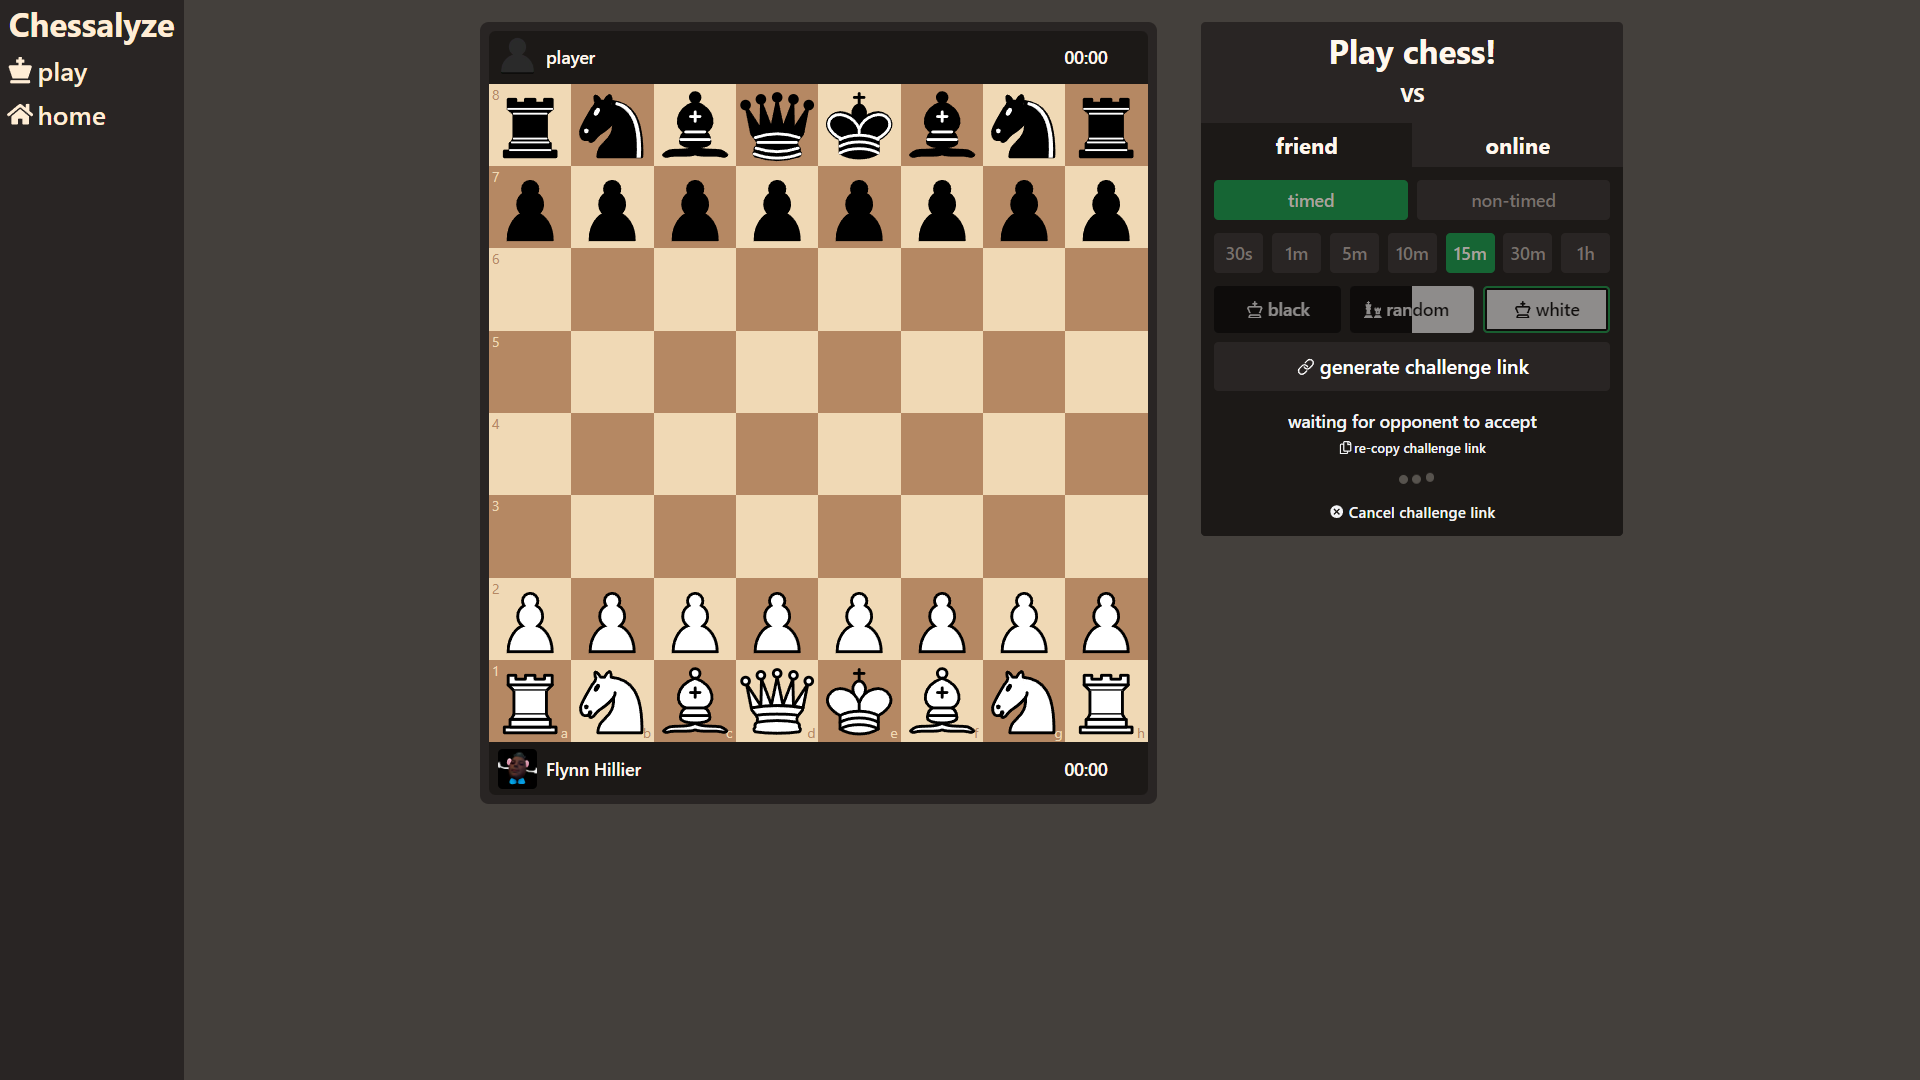 Chessalyze
play
home
player 00:00
8
7
6
5
4
3
2
1
a b c d e f g h
Flynn Hillier 00:00
Play chess!
vs
friend online
timed non-timed
30s 1m 5m 10m 15m 30m 1h
black random white
generate challenge link
waiting for opponent to accept
re-copy challenge link
Cancel challenge link